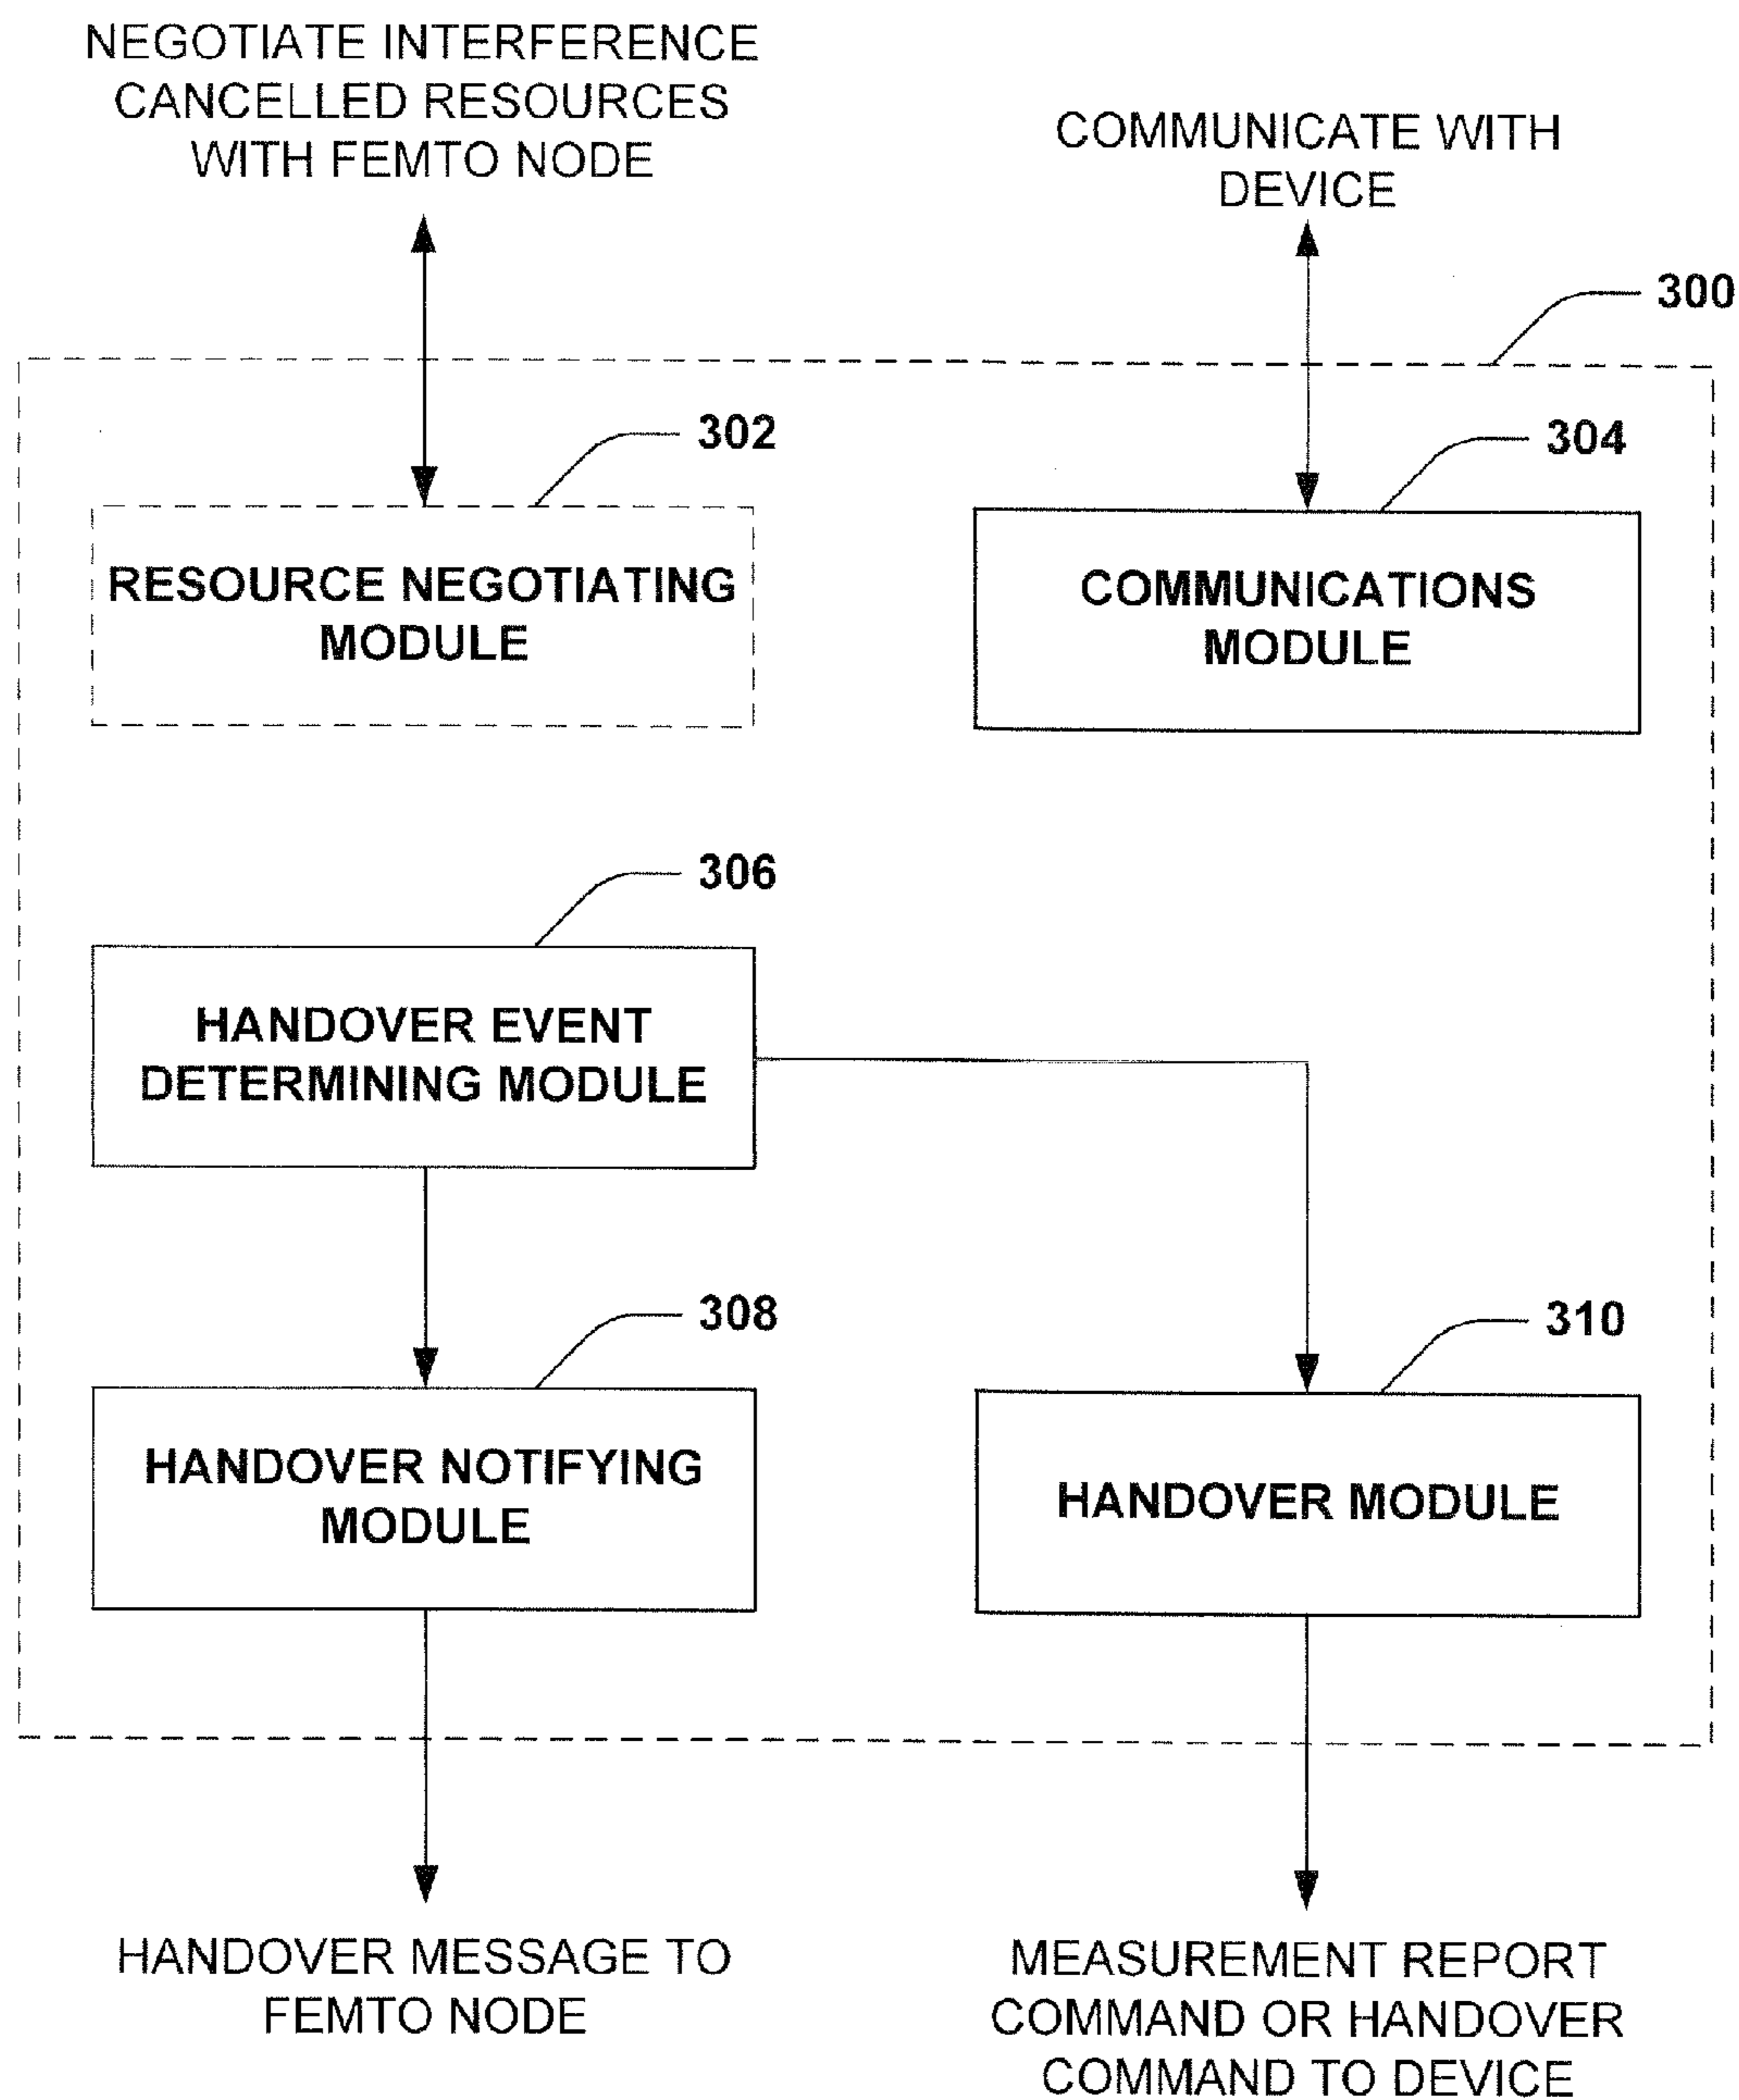 NEGOTIATE INTERFERENCE
CANCELLED RESOURCES
WITH FEMTO NODE
COMMUNICATE WITH
DEVICE
300
302
304
RESOURCE NEGOTIATING
MODULE
COMMUNICATIONS
MODULE
306
HANDOVER EVENT
DETERMINING MODULE
308
310
HANDOVER NOTIFYING
MODULE
HANDOVER MODULE
HANDOVER MESSAGE TO
FEMTO NODE
MEASUREMENT REPORT
COMMAND OR HANDOVER
COMMAND TO DEVICE